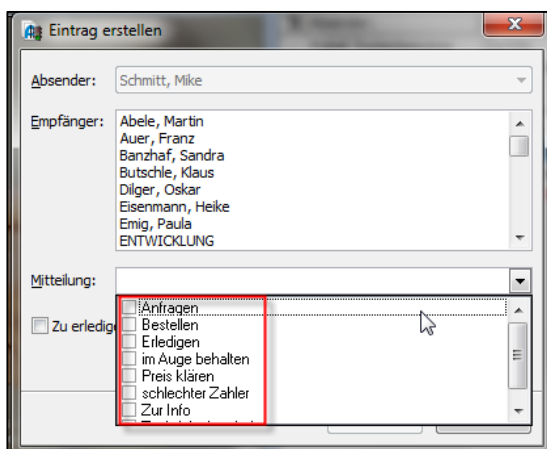 Eintrag erstellen
Absender: Schmitt, Mike
Empfänger: Abele, Martin
Auer, Franz
Banzhaf, Sandra
Butschle, Klaus
Dilger, Oskar
Eisenmann, Heike
Emig, Paula
ENTWICKLUNG
Mitteilung:
Anfragen
Zu Bestellen
Erledigen
im Auge behalten
Preis klären
schlechter Zahler
Zur Info